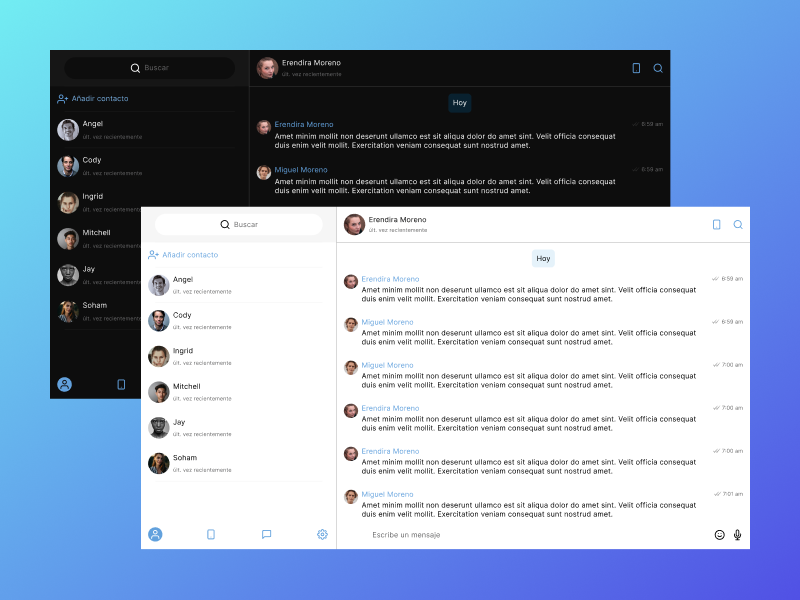 Buscar
Añadir contacto
Angel
últ. vez recientemente
Cody
últ. vez recientemente
Ingrid
últ. vez recientemente
Mitchell
últ. vez recientemente
Jay
últ. vez recientemente
Soham
últ. vez recientemente
Erendira Moreno
últ. vez recientemente
Hoy
Erendira Moreno
6:59 am
Amet minim mollit non deserunt ullamco est sit aliqua dolor do amet sint. Velit officia consequat
duis enim velit mollit. Exercitation veniam consequat sunt nostrud amet.
Miguel Moreno
6:59 am
Amet minim mollit non deserunt ullamco est sit aliqua dolor do amet sint. Velit officia consequat
duis enim velit mollit. Exercitation veniam consequat sunt nostrud amet.
Buscar
Añadir contacto
Angel
últ. vez recientemente
Cody
últ. vez recientemente
Ingrid
últ. vez recientemente
Mitchell
últ. vez recientemente
Jay
últ. vez recientemente
Soham
últ. vez recientemente
Erendira Moreno
últ. vez recientemente
Hoy
Erendira Moreno
6:59 am
Amet minim mollit non deserunt ullamco est sit aliqua dolor do amet sint. Velit officia consequat
duis enim velit mollit. Exercitation veniam consequat sunt nostrud amet.
Miguel Moreno
6:59 am
Amet minim mollit non deserunt ullamco est sit aliqua dolor do amet sint. Velit officia consequat
duis enim velit mollit. Exercitation veniam consequat sunt nostrud amet.
Miguel Moreno
7:00 am
Amet minim mollit non deserunt ullamco est sit aliqua dolor do amet sint. Velit officia consequat
duis enim velit mollit. Exercitation veniam consequat sunt nostrud amet.
Erendira Moreno
7:00 am
Amet minim mollit non deserunt ullamco est sit aliqua dolor do amet sint. Velit officia consequat
duis enim velit mollit. Exercitation veniam consequat sunt nostrud amet.
Erendira Moreno
7:00 am
Amet minim mollit non deserunt ullamco est sit aliqua dolor do amet sint. Velit officia consequat
duis enim velit mollit. Exercitation veniam consequat sunt nostrud amet.
Miguel Moreno
7:01 am
Amet minim mollit non deserunt ullamco est sit aliqua dolor do amet sint. Velit officia consequat
duis enim velit mollit. Exercitation veniam consequat sunt nostrud amet.
Escribe un mensaje